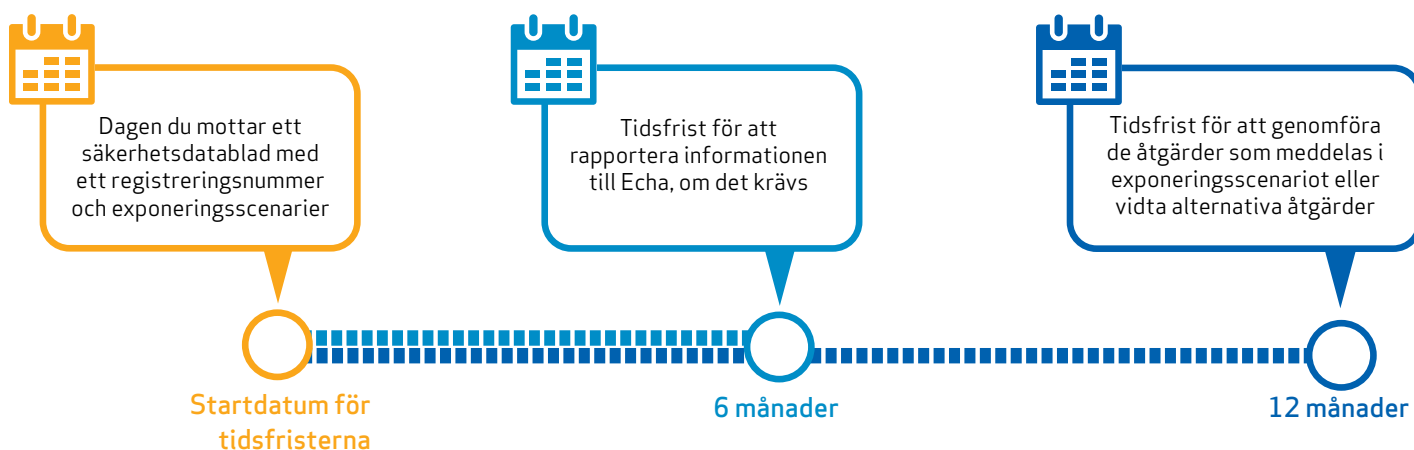 Dagen du mottar ett
säkerhetsdatablad med
ett registreringsnummer
och exponeringsscenarier
Tidsfrist för att
rapportera informationen
till Echa, om det krävs
Tidsfrist för att genomföra
de åtgärder som meddelas i
exponeringsscenariot eller
vidta alternativa åtgärder
Startdatum för
tidsfristerna
6 månader
12 månader